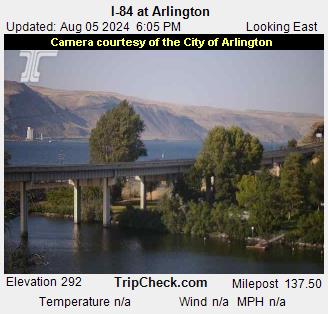 I-84 at Arlington
Updated: Aug 05 2024 6:05 PM Looking East
Camera courtesy of the City of Arlington
Elevation 292 TripCheck.com Milepost 137.50
Temperature n/a Wind n/a MPH n/a